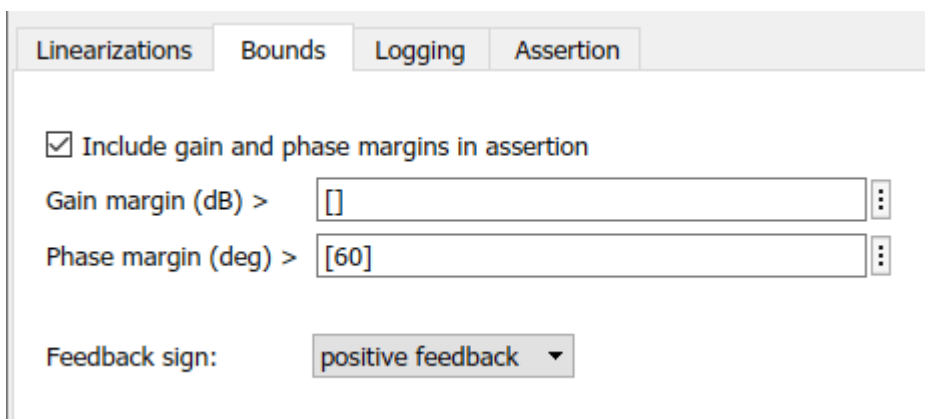 Linearizations Bounds Logging Assertion
Include gain and phase margins in assertion
Gain margin (dB) > []
Phase margin (deg) > [60]
Feedback sign: positive feedback